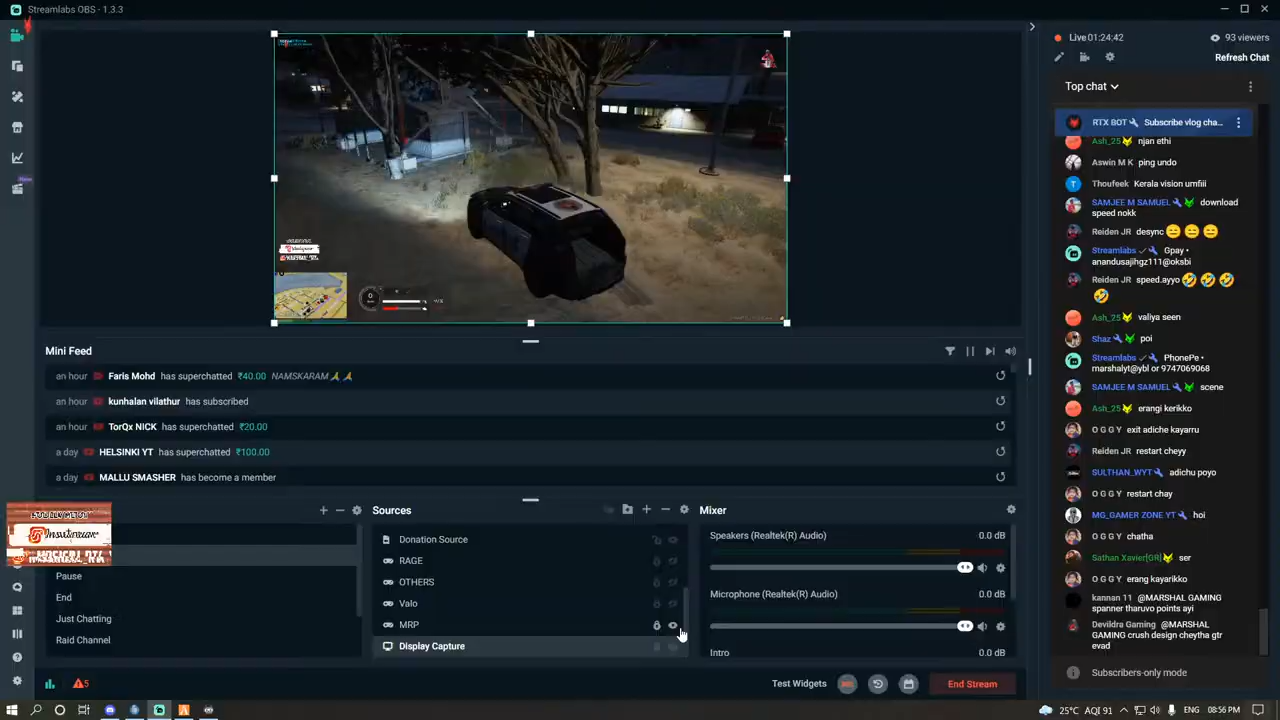 Streamlabs OBS - 1.3.3
Live 01:24:42
93 viewers
Refresh Chat
Top chat
RTX BOT Subscribe vlog cha...
Ash_25 njan ethi
Aswin M K ping undo
Thoufeek Kerala vision umfiii
SAMJEE M SAMUEL download
speed nokk
Reiden JR desync 😑 😑 😑
Streamlabs Gpay •
anandusajihgz111@oksbi
Reiden JR speed.ayyo 🤣 🤣
🤣
Ash_25 valiya seen
Shaz poi
Streamlabs PhonePe •
marshalyt@ybl or 9747069068
SAMJEE M SAMUEL scene
Ash_25 erangi kerikko
O G G Y exit adiche kayarru
Reiden JR restart cheyy
SULTHAN_WYT adichu poyo
O G G Y restart chay
MG_GAMER ZONE YT hoi
O G G Y chatha
Sathan Xavier[GR] ser
O G G Y erang kayarikko
kannan 11 @MARSHAL GAMING
spanner tharuvo points ayi
Devildra Gaming @MARSHAL
GAMING crush design cheytha gtr
evad
Subscribers-only mode
New
Mini Feed
an hour Faris Mohd has superchatted ₹40.00 NAMSKARAM🙏🙏
an hour kunhalan vilathur has subscribed
an hour TorQx NICK has superchatted ₹20.00
a day HELSINKI YT has superchatted ₹100.00
a day MALLU SMASHER has become a member
Pause
End
Just Chatting
Raid Channel
Sources
Donation Source
RAGE
OTHERS
Valo
MRP
Display Capture
Mixer
Speakers (Realtek(R) Audio) 0.0 dB
Microphone (Realtek(R) Audio) 0.0 dB
Intro 0.0 dB
5
Test Widgets
REC
End Stream
25°C AQI 91
ENG
08:56 PM